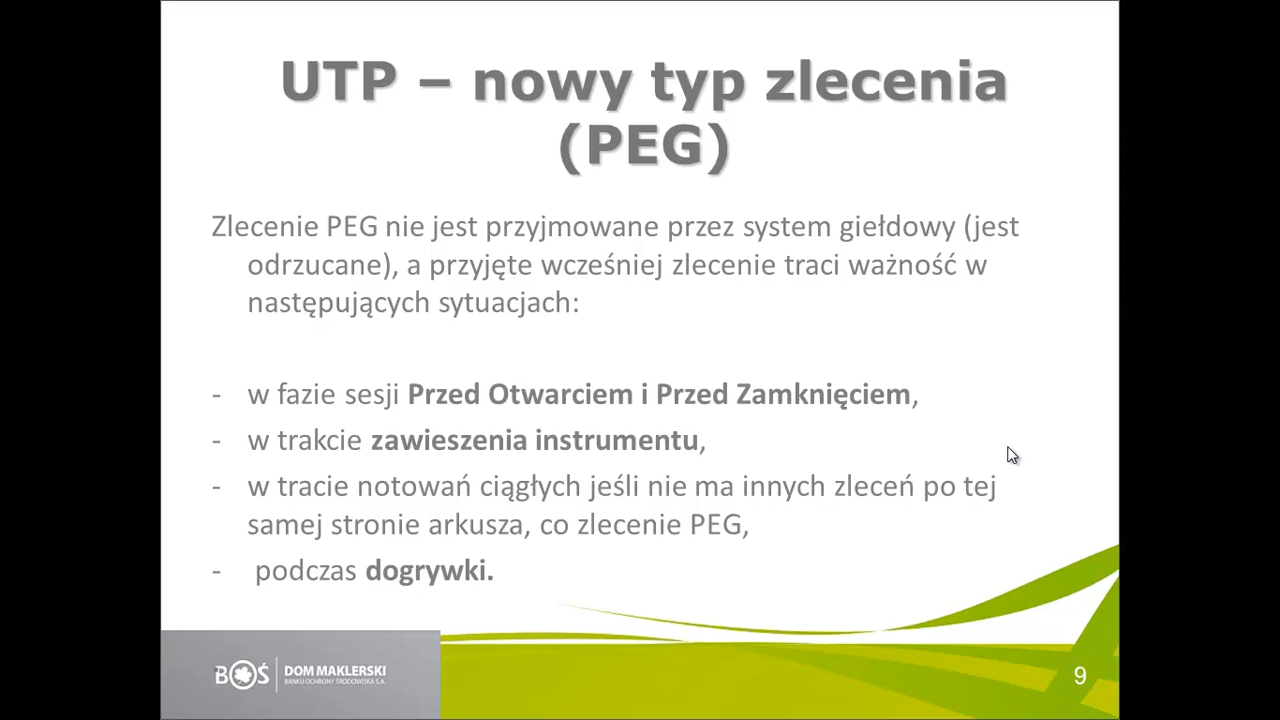 UTP – nowy typ zlecenia
(PEG)
Zlecenie PEG nie jest przyjmowane przez system giełdowy (jest
odrzucane), a przyjęte wcześniej zlecenie traci ważność w
następujących sytuacjach:
- w fazie sesji Przed Otwarciem i Przed Zamknięciem,
- w trakcie zawieszenia instrumentu,
- w tracie notowań ciągłych jeśli nie ma innych zleceń po tej
samej stronie arkusza, co zlecenie PEG,
- podczas dogrywki.
BOŚ DOM MAKLERSKI
BANKU OCHRONY ŚRODOWISKA S.A.
9